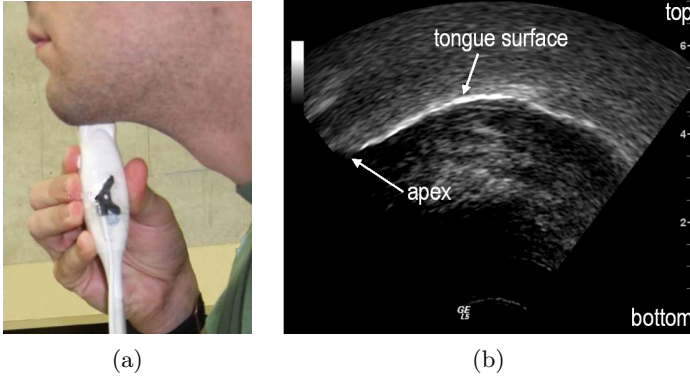 top
6-
tongue surface
4-
apex
2-
GE
L5
bottom
(a)
(b)